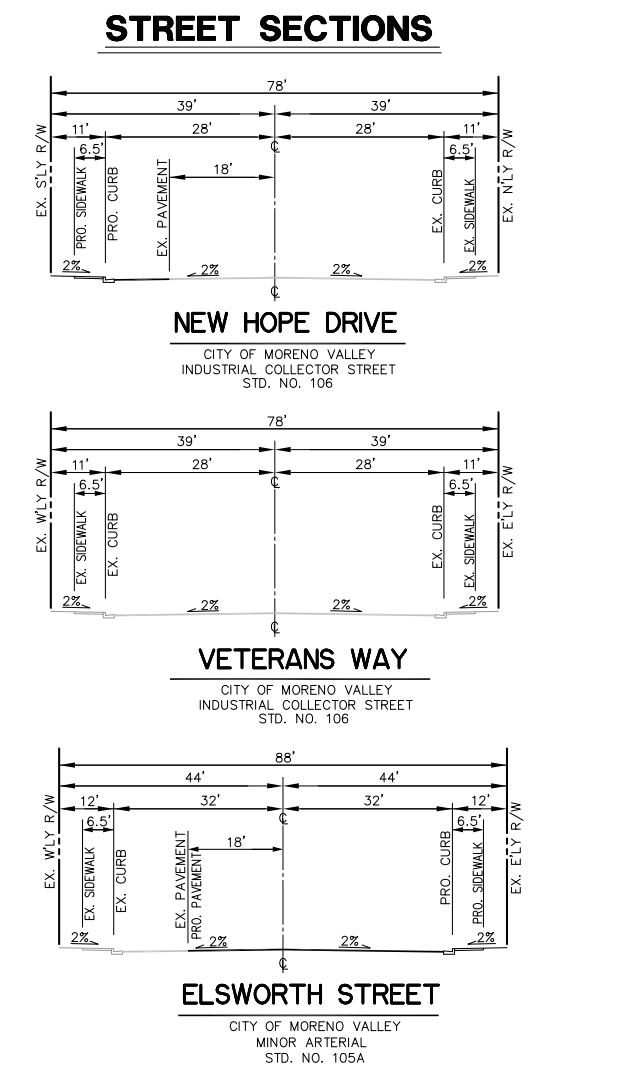 STREET SECTIONS
78'
39' 39'
11' 28' 28' 11'
6.5' ℄ 6.5'
18'
EX. S'LY R/W
PRO. SIDEWALK
PRO. CURB
EX. PAVEMENT
EX. CURB
EX. SIDEWALK
EX. N'LY R/W
2% 2% 2% 2%
℄
NEW HOPE DRIVE
CITY OF MORENO VALLEY
INDUSTRIAL COLLECTOR STREET
STD. NO. 106
78'
39' 39'
11' 28' 28' 11'
6.5' ℄ 6.5'
EX. W'LY R/W
EX. SIDEWALK
EX. CURB
EX. CURB
EX. SIDEWALK
EX. E'LY R/W
2% 2% 2% 2%
℄
VETERANS WAY
CITY OF MORENO VALLEY
INDUSTRIAL COLLECTOR STREET
STD. NO. 106
88'
44' 44'
12' 32' 32' 12'
6.5' ℄ 6.5'
18'
EX. W'LY R/W
EX. SIDEWALK
EX. CURB
EX. PAVEMENT
PRO. PAVEMENT
PRO. CURB
PRO. SIDEWALK
EX. E'LY R/W
2% 2% 2% 2%
℄
ELSWORTH STREET
CITY OF MORENO VALLEY
MINOR ARTERIAL
STD. NO. 105A